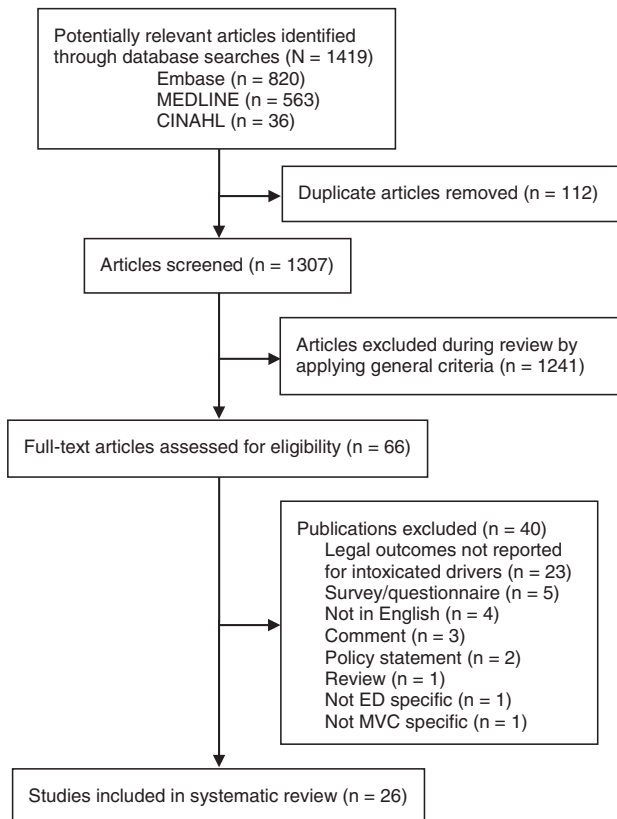 Potentially relevant articles identified
through database searches (N = 1419)
Embase (n = 820)
MEDLINE (n = 563)
CINAHL (n = 36)
Duplicate articles removed (n = 112)
Articles screened (n = 1307)
Articles excluded during review by
applying general criteria (n = 1241)
Full-text articles assessed for eligibility (n = 66)
Publications excluded (n = 40)
Legal outcomes not reported
for intoxicated drivers (n = 23)
Survey/questionnaire (n = 5)
Not in English (n = 4)
Comment (n = 3)
Policy statement (n = 2)
Review (n = 1)
Not ED specific (n = 1)
Not MVC specific (n = 1)
Studies included in systematic review (n = 26)